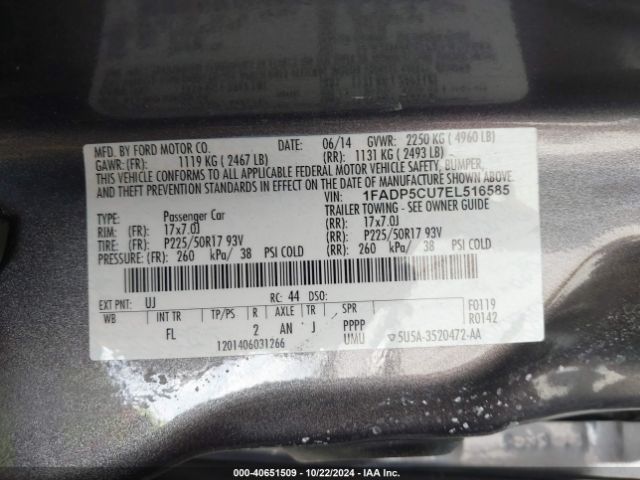 MFD. BY FORD MOTOR CO. DATE: 06/14 GVWR: 2250 KG ( 4960 LB)
GAWR: (FR): 1119 KG ( 2467 LB) (RR): 1131 KG ( 2493 LB)
THIS VEHICLE CONFORMS TO ALL APPLICABLE FEDERAL MOTOR VEHICLE SAFETY, BUMPER,
AND THEFT PREVENTION STANDARDS IN EFFECT ON THE DATE OF MANUFACTURE SHOWN ABOVE.
VIN: 1FADP5CU7EL516585
TYPE: Passenger Car TRAILER TOWING - SEE OWNER GUIDE
RIM: (FR): 17x7.0J (RR): 17x7.0J
TIRE: (FR): P225/50R17 93V (RR): P225/50R17 93V
PRESSURE: (FR): 260 kPa/ 38 PSI COLD (RR): 260 kPa/ 38 PSI COLD
EXT PNT: UJ RC: 44 DSO: F0119
WB INT TR TP/PS R AXLE TR SPR R0142
FL 2 AN J PPPP
1201406031266 UMU 5U5A-3520472-AA
000-40651509 | 10/22/2024 | IAA Inc.